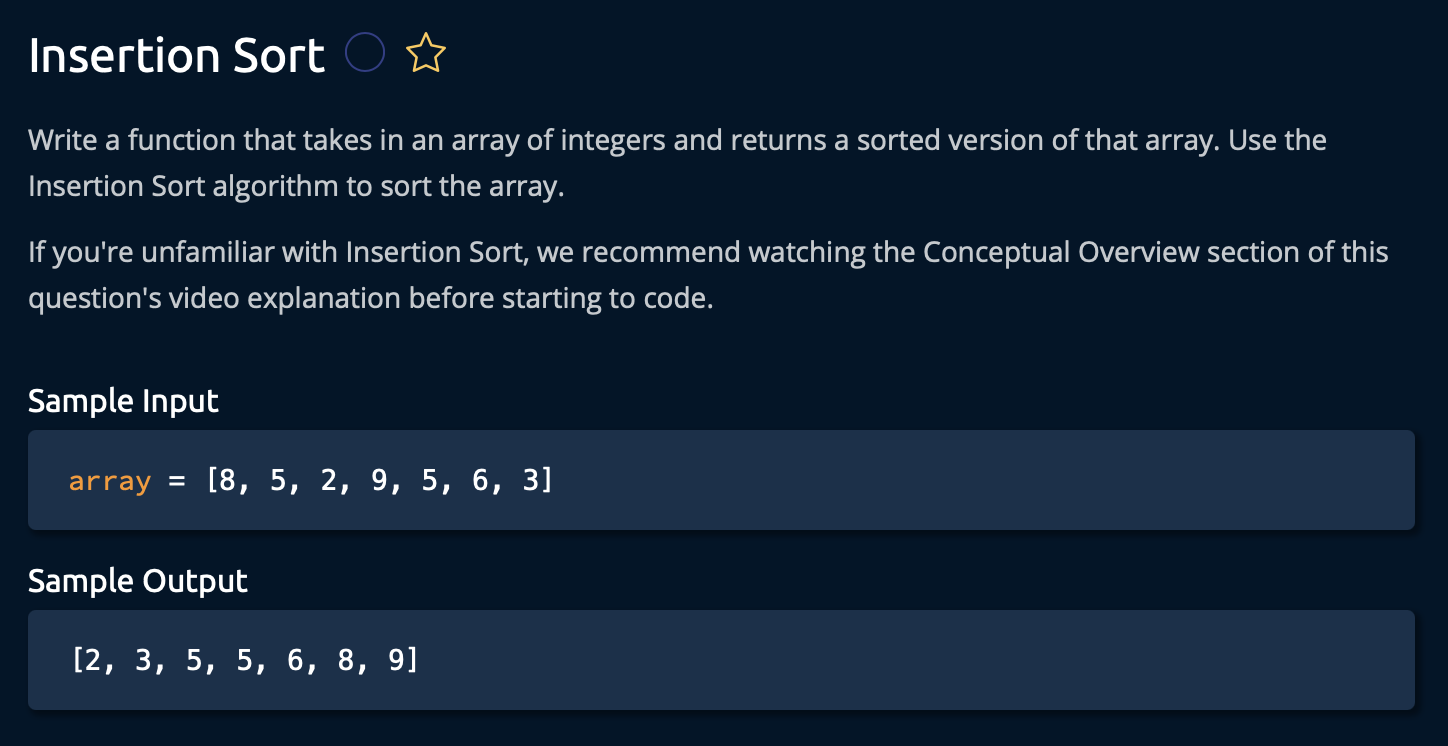 Insertion Sort
Write a function that takes in an array of integers and returns a sorted version of that array. Use the
Insertion Sort algorithm to sort the array.
If you're unfamiliar with Insertion Sort, we recommend watching the Conceptual Overview section of this
question's video explanation before starting to code.
Sample Input
array = [8, 5, 2, 9, 5, 6, 3]
Sample Output
[2, 3, 5, 5, 6, 8, 9]